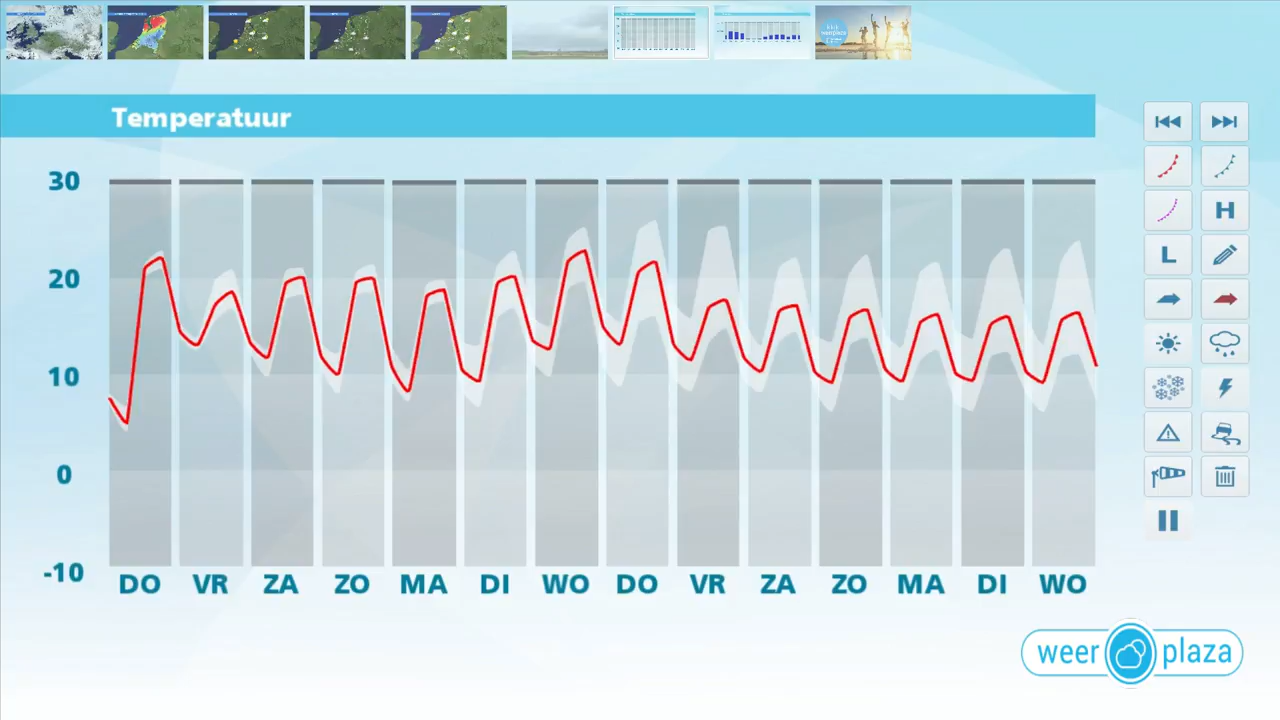 Temperatuur
30
20
10
0
-10
DO VR ZA ZO MA DI WO DO VR ZA ZO MA DI WO
H
L
weer plaza